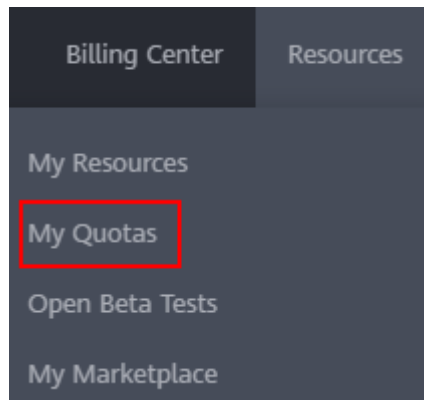 Billing Center Resources
My Resources
My Quotas
Open Beta Tests
My Marketplace